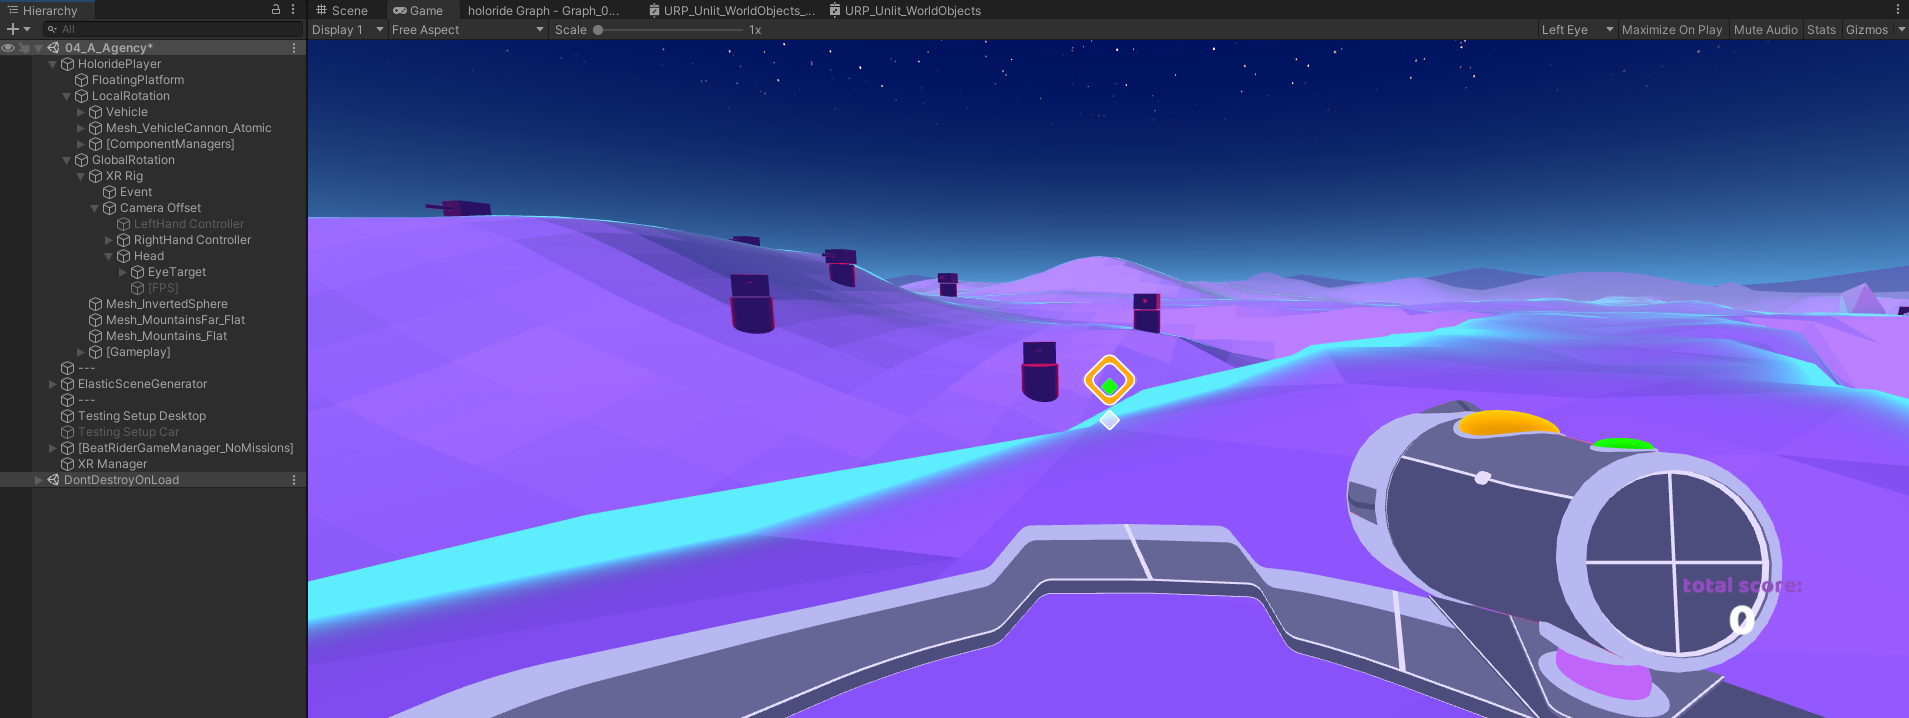 Hierarchy
Scene
Game
holoride Graph - Graph_0...
URP_Unlit_WorldObjects_...
URP_Unlit_WorldObjects
All
Display 1
Free Aspect
Scale
1x
Left Eye
Maximize On Play
Mute Audio
Stats
Gizmos
04_A_Agency*
HoloridePlayer
FloatingPlatform
LocalRotation
Vehicle
Mesh_VehicleCannon_Atomic
[ComponentManagers]
GlobalRotation
XR Rig
Event
Camera Offset
LeftHand Controller
RightHand Controller
Head
EyeTarget
[FPS]
Mesh_InvertedSphere
Mesh_MountainsFar_Flat
Mesh_Mountains_Flat
[Gameplay]
---
ElasticSceneGenerator
---
Testing Setup Desktop
Testing Setup Car
[BeatRiderGameManager_NoMissions]
XR Manager
DontDestroyOnLoad
total score:
0